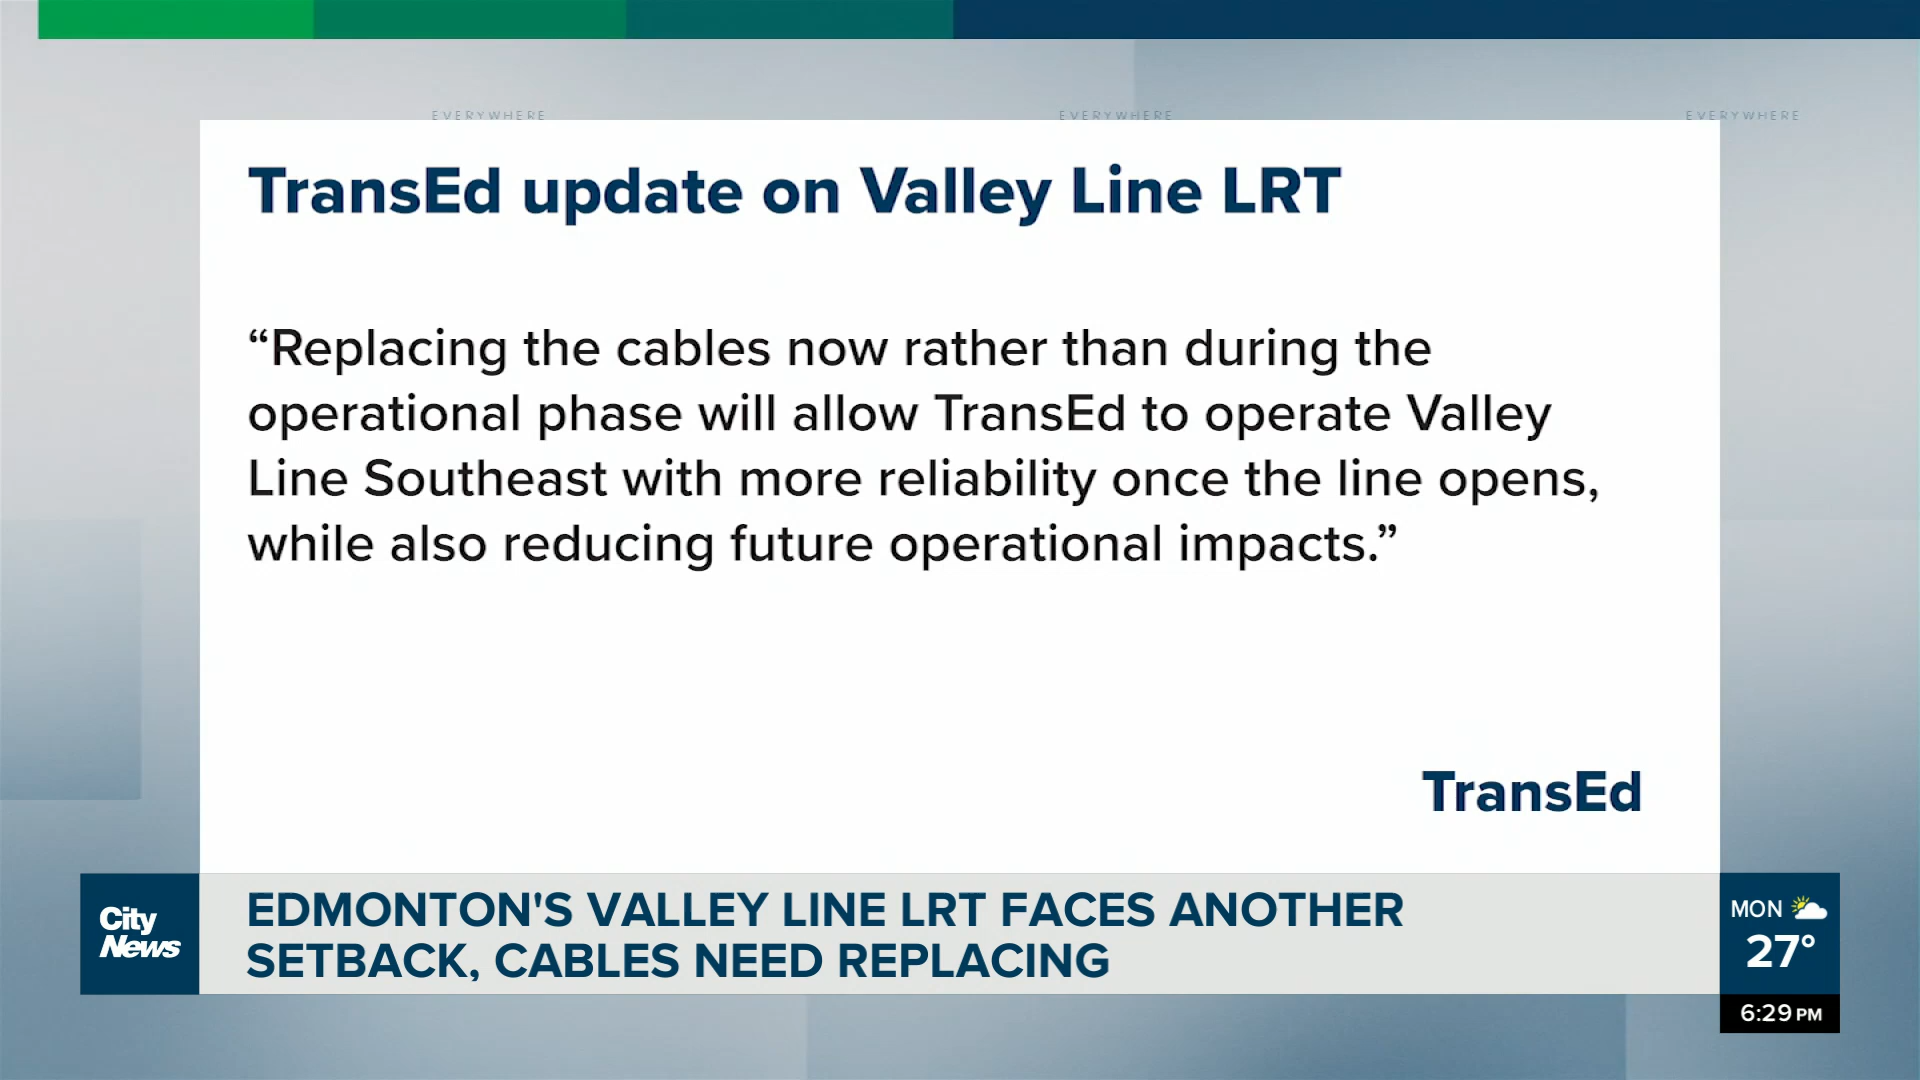 EVERYWHERE EVERYWHERE EVERYWHERE
TransEd update on Valley Line LRT
“Replacing the cables now rather than during the
operational phase will allow TransEd to operate Valley
Line Southeast with more reliability once the line opens,
while also reducing future operational impacts.”
TransEd
City
News
EDMONTON'S VALLEY LINE LRT FACES ANOTHER
SETBACK, CABLES NEED REPLACING
MON
27°
6:29 PM